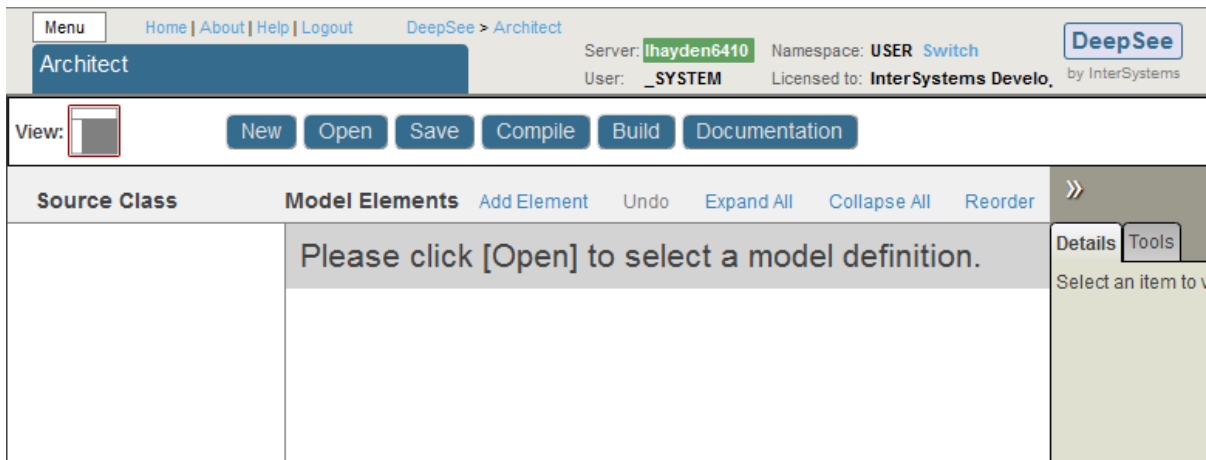 Menu Home | About | Help | Logout DeepSee > Architect
Architect
Server: lhayden6410 Namespace: USER Switch
User: _SYSTEM Licensed to: InterSystems Develo
DeepSee
by InterSystems
View: New Open Save Compile Build Documentation
Source Class Model Elements Add Element Undo Expand All Collapse All Reorder »
Please click [Open] to select a model definition.
Details Tools
Select an item to